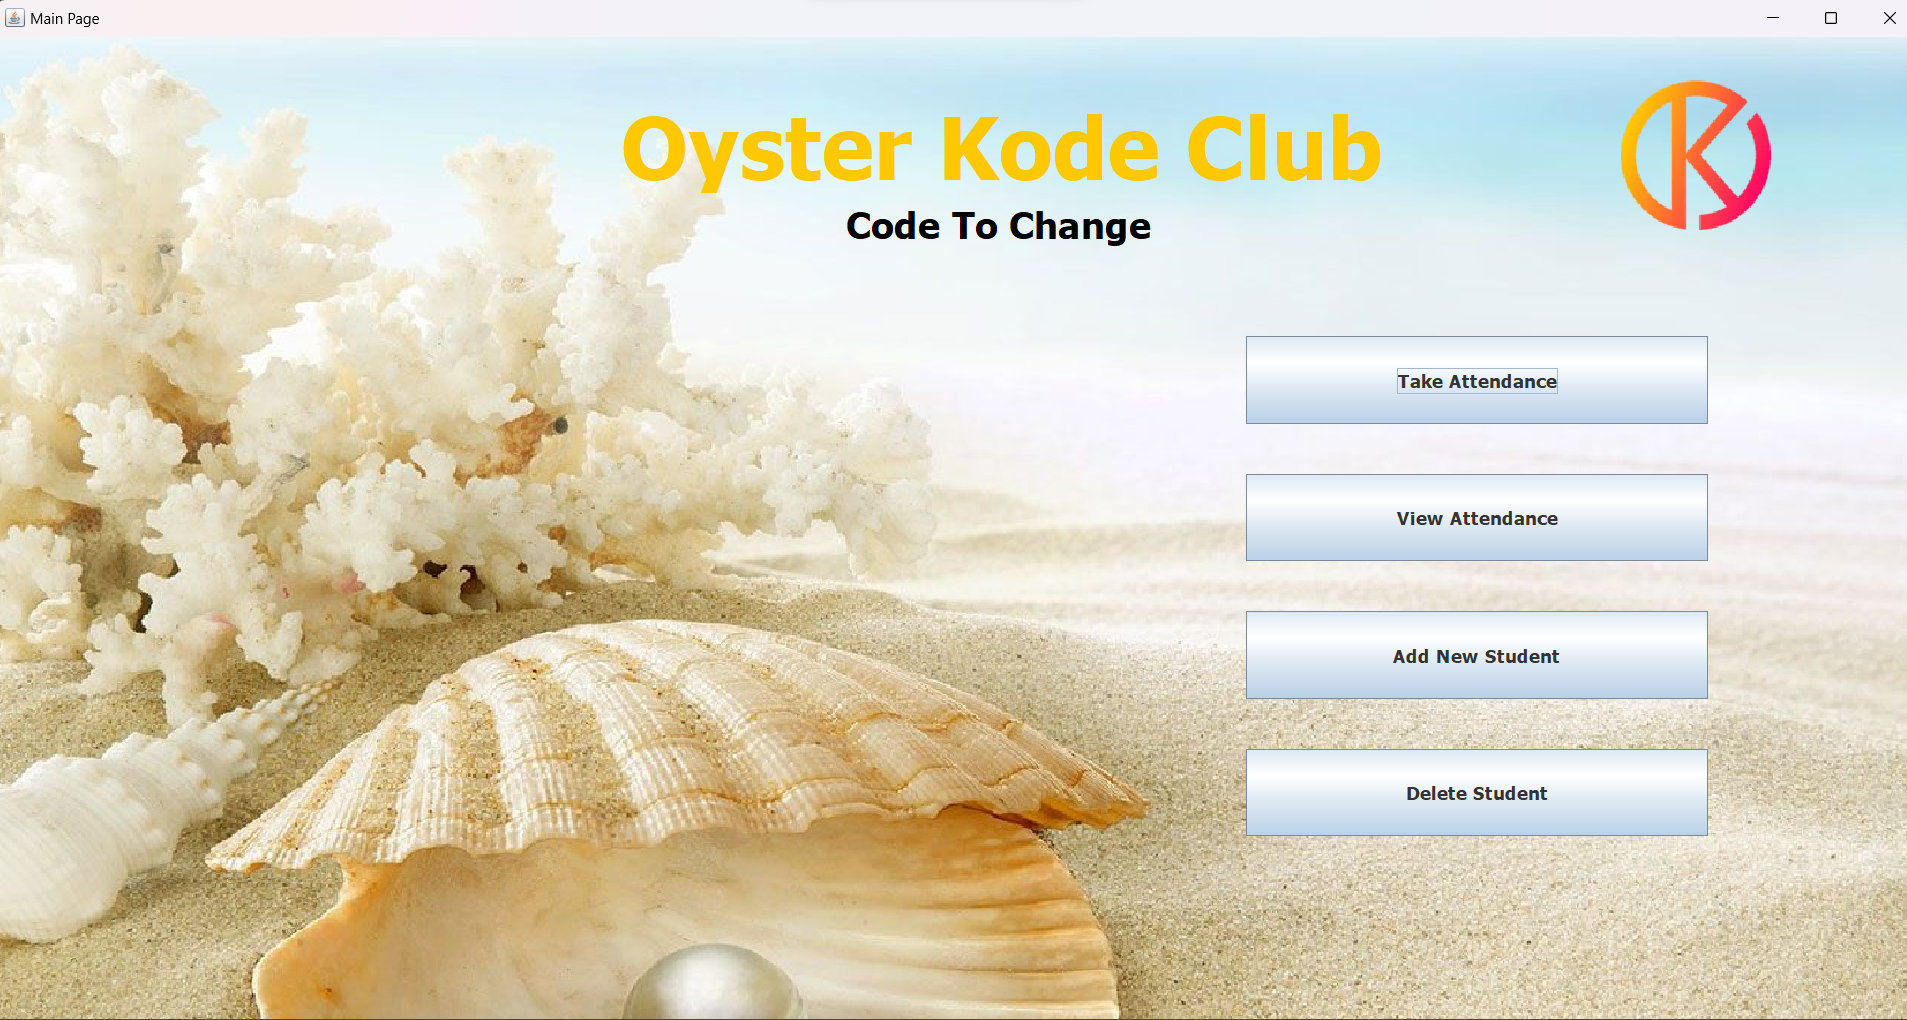 Main Page
Oyster Kode Club
Code To Change
Take Attendance
View Attendance
Add New Student
Delete Student